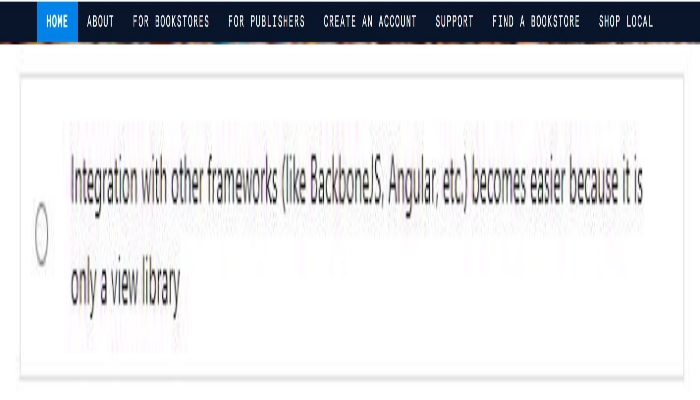 HOME ABOUT FOR BOOKSTORES FOR PUBLISHERS CREATE AN ACCOUNT SUPPORT FIND A BOOKSTORE SHOP LOCAL
Integration with other frameworks (like BackboneJS, Angular, etc.) becomes easier because it is
only a view library